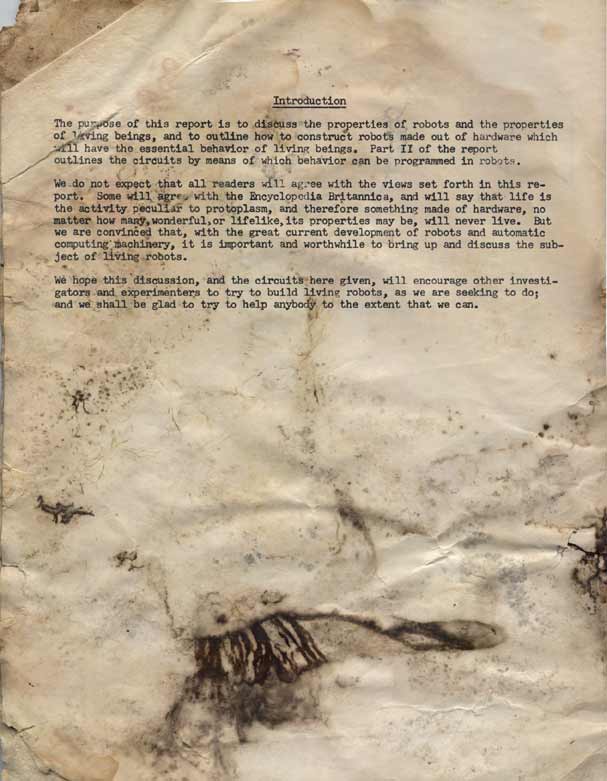 Introduction
The purpose of this report is to discuss the properties of robots and the properties
of living beings, and to outline how to construct robots made out of hardware which
will have the essential behavior of living beings. Part II of the report
outlines the circuits by means of which behavior can be programmed in robots.
We do not expect that all readers will agree with the views set forth in this re-
port. Some will agree with the Encyclopedia Britannica, and will say that life is
the activity peculiar to protoplasm, and therefore something made of hardware, no
matter how many,wonderful,or lifelike,its properties may be, will never live. But
we are convinced that, with the great current development of robots and automatic
computing machinery, it is important and worthwhile to bring up and discuss the sub-
ject of living robots.
We hope this discussion, and the circuits here given, will encourage other investi-
gators and experimenters to try to build living robots, as we are seeking to do;
and we shall be glad to try to help anybody to the extent that we can.